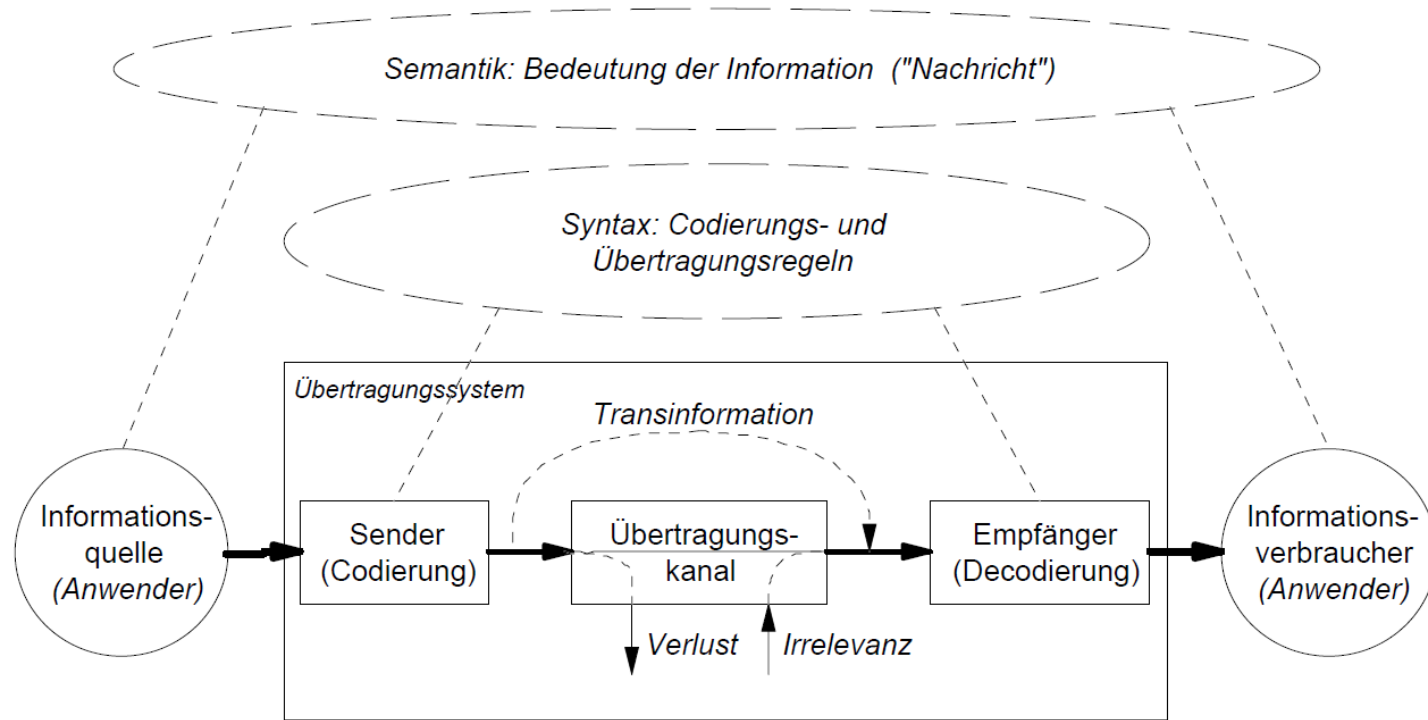 Semantik: Bedeutung der Information ("Nachricht")
Syntax: Codierungs- und
Übertragungsregeln
Übertragungssystem
Transinformation
Informations-
quelle
(Anwender)
Sender
(Codierung)
Übertragungs-
kanal
Empfänger
(Decodierung)
Informations-
verbraucher
(Anwender)
Verlust
Irrelevanz